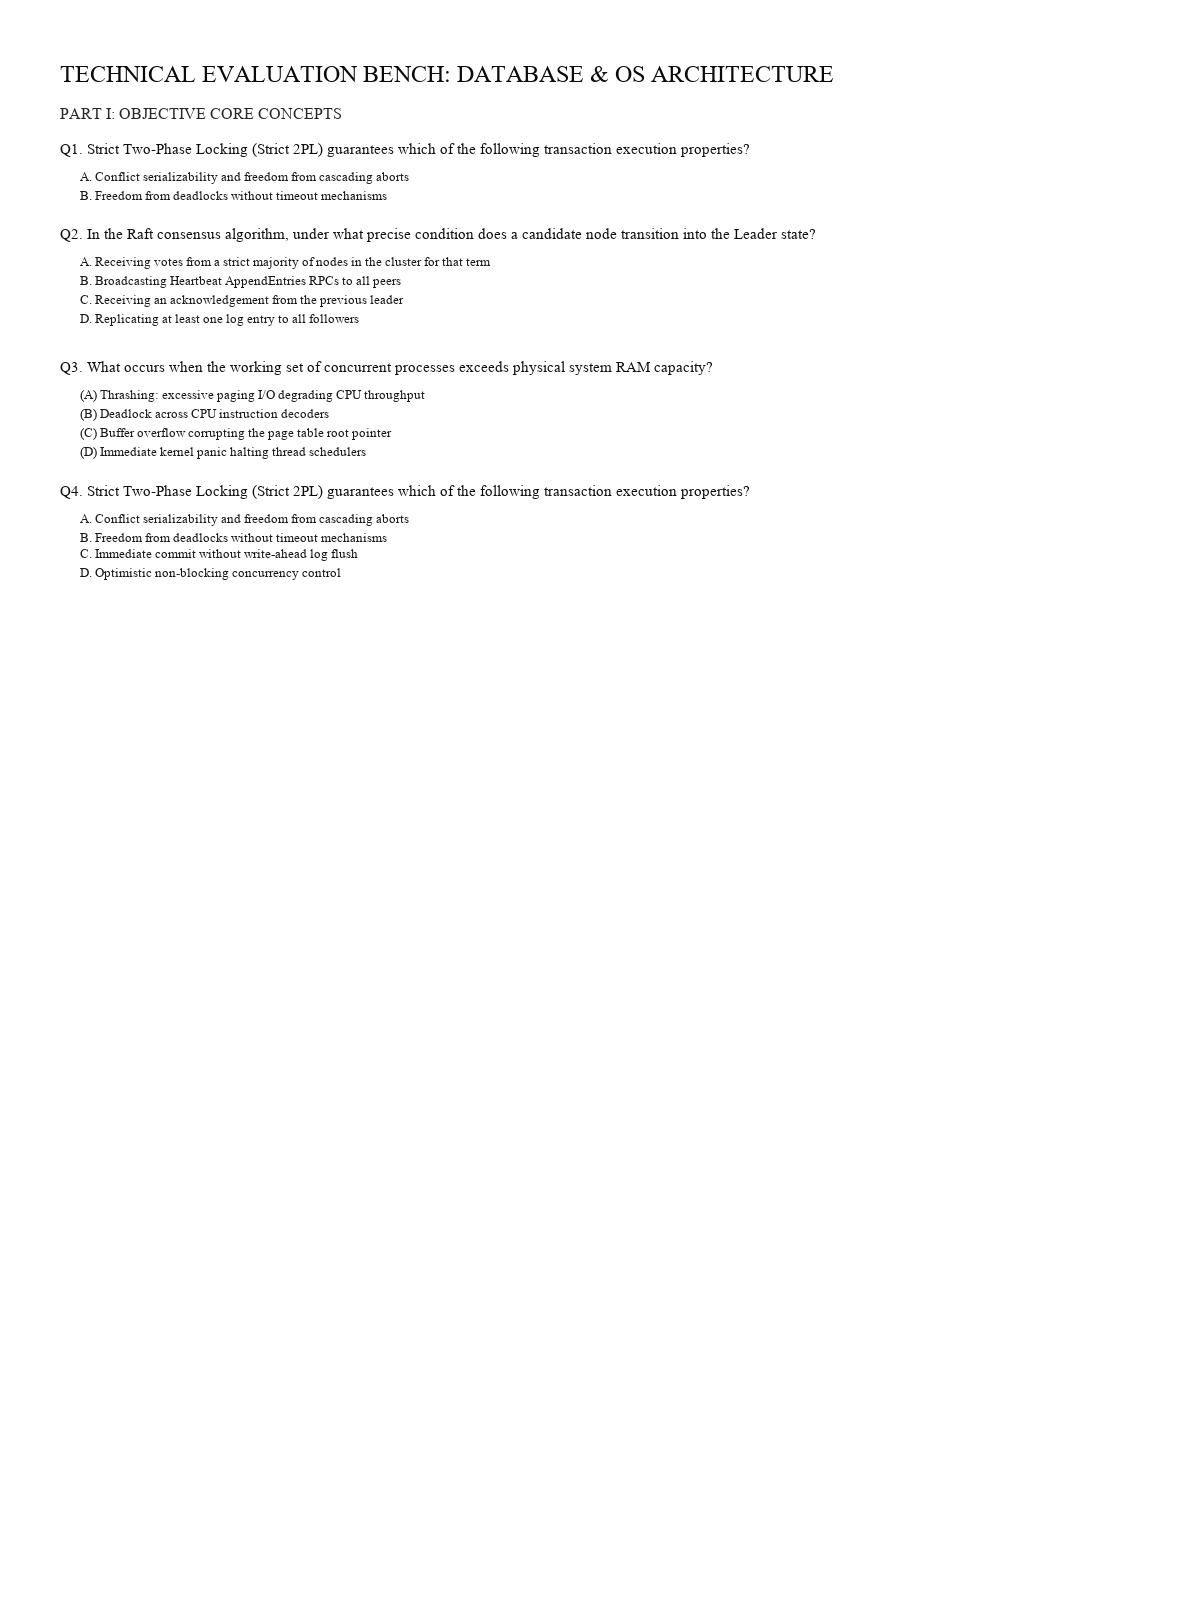 TECHNICAL EVALUATION BENCH: DATABASE & OS ARCHITECTURE
PART I: OBJECTIVE CORE CONCEPTS
Q1. Strict Two-Phase Locking (Strict 2PL) guarantees which of the following transaction execution properties?
A. Conflict serializability and freedom from cascading aborts
B. Freedom from deadlocks without timeout mechanisms
Q2. In the Raft consensus algorithm, under what precise condition does a candidate node transition into the Leader state?
A. Receiving votes from a strict majority of nodes in the cluster for that term
B. Broadcasting Heartbeat AppendEntries RPCs to all peers
C. Receiving an acknowledgement from the previous leader
D. Replicating at least one log entry to all followers
Q3. What occurs when the working set of concurrent processes exceeds physical system RAM capacity?
(A) Thrashing: excessive paging I/O degrading CPU throughput
(B) Deadlock across CPU instruction decoders
(C) Buffer overflow corrupting the page table root pointer
(D) Immediate kernel panic halting thread schedulers
Q4. Strict Two-Phase Locking (Strict 2PL) guarantees which of the following transaction execution properties?
A. Conflict serializability and freedom from cascading aborts
B. Freedom from deadlocks without timeout mechanisms
C. Immediate commit without write-ahead log flush
D. Optimistic non-blocking concurrency control